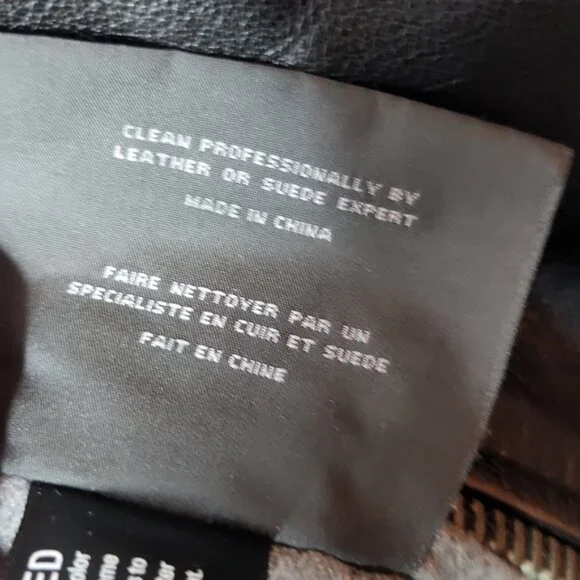 CLEAN PROFESSIONALLY BY
LEATHER OR SUEDE EXPERT
MADE IN CHINA
FAIRE NETTOYER PAR UN
SPECIALISTE EN CUIR ET SUEDE
FAIT EN CHINE